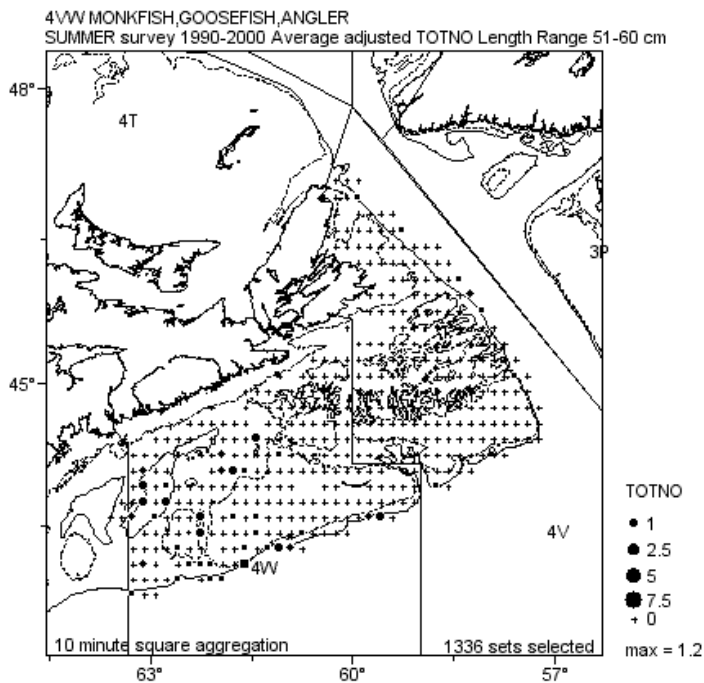 4VW MONKFISH,GOOSEFISH,ANGLER
SUMMER survey 1990-2000 Average adjusted TOTNO Length Range 51-60 cm
48°
4T
3P
45°
TOTNO
1
2.5
5
7.5
0
4V
4W
10 minute square aggregation
1336 sets selected
max = 1.2
63°
60°
57°